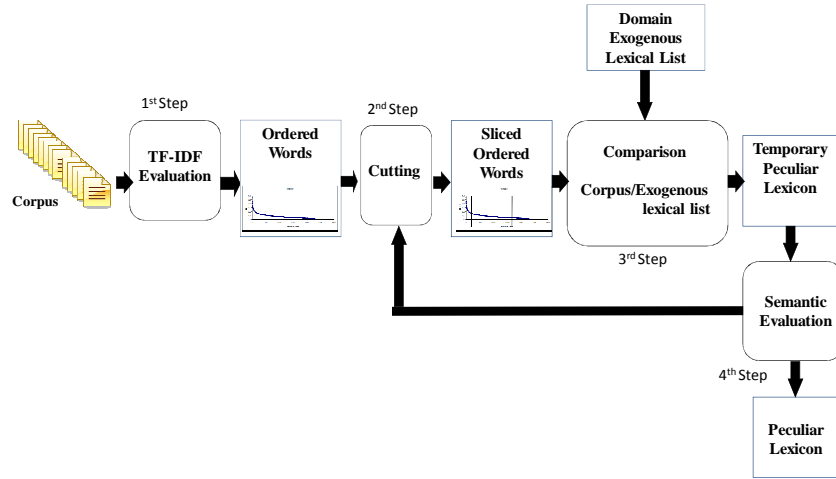 Domain
Exogenous
Lexical List
1st Step
2nd Step
Corpus
TF-IDF
Evaluation
Ordered
Words
Cutting
Sliced
Ordered
Words
Comparison
Corpus/Exogenous
lexical list
3rd Step
Temporary
Peculiar
Lexicon
Semantic
Evaluation
4th Step
Peculiar
Lexicon